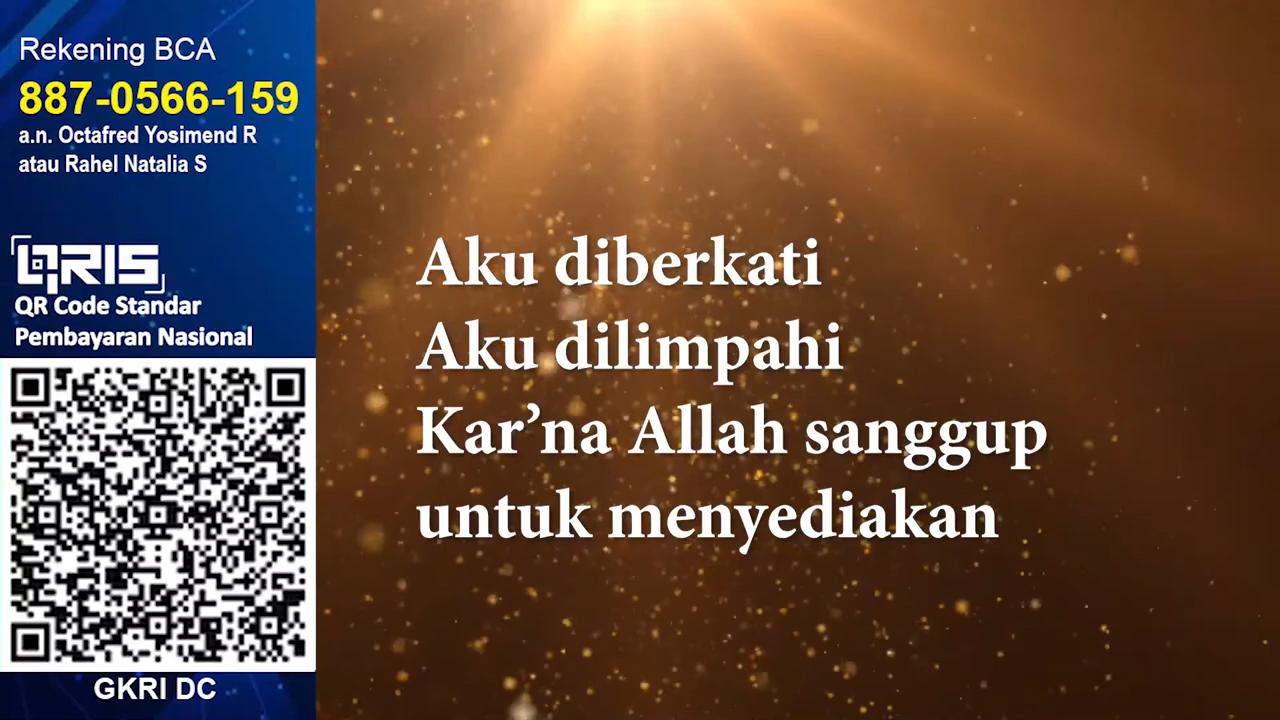 Rekening BCA
887-0566-159
a.n. Octafred Yosimend R
atau Rahel Natalia S
QRIS
QR Code Standar
Pembayaran Nasional
GKRI DC
Aku diberkati
Aku dilimpahi
Kar’na Allah sanggup
untuk menyediakan